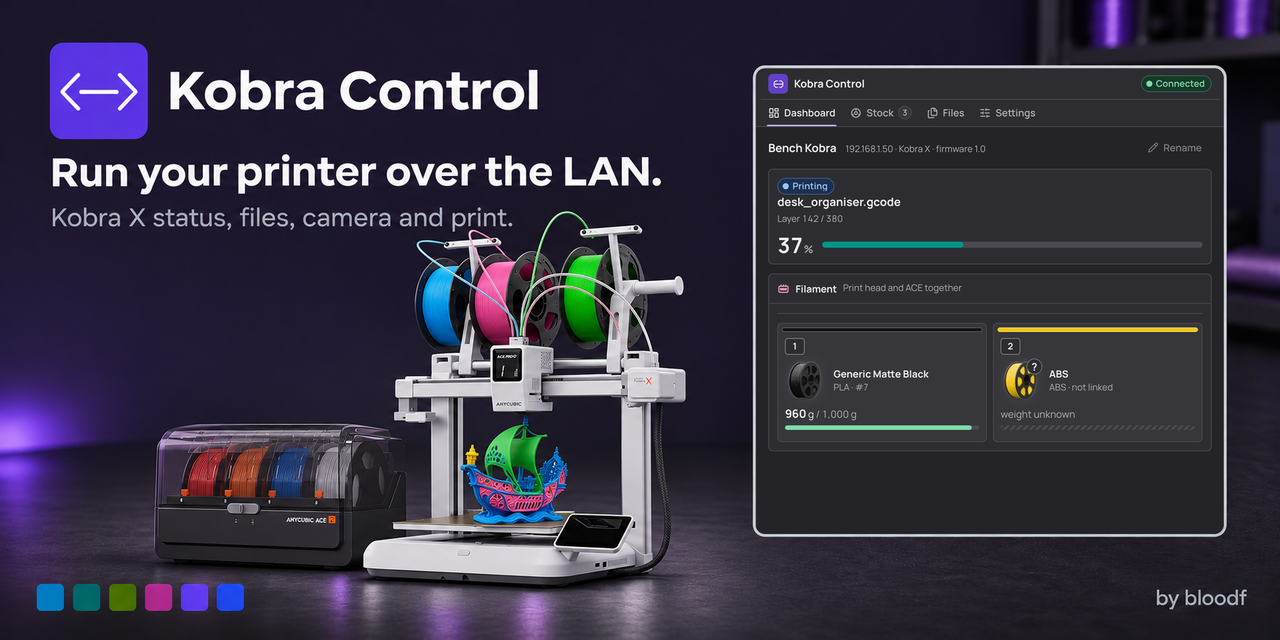 Kobra Control
Run your printer over the LAN.
Kobra X status, files, camera and print.
Kobra Control
Connected
Dashboard
Stock 3
Files
Settings
Bench Kobra 192.168.1.50 · Kobra X · firmware 1.0
Rename
Printing
desk_organiser.gcode
Layer 142 / 380
37%
Filament Print head and ACE together
1
Generic Matte Black
PLA · #7
960 g / 1,000 g
2
?
ABS
ABS · not linked
weight unknown
ACE PRO
ANYCUBIC
ANYCUBIC ACE
by bloodf